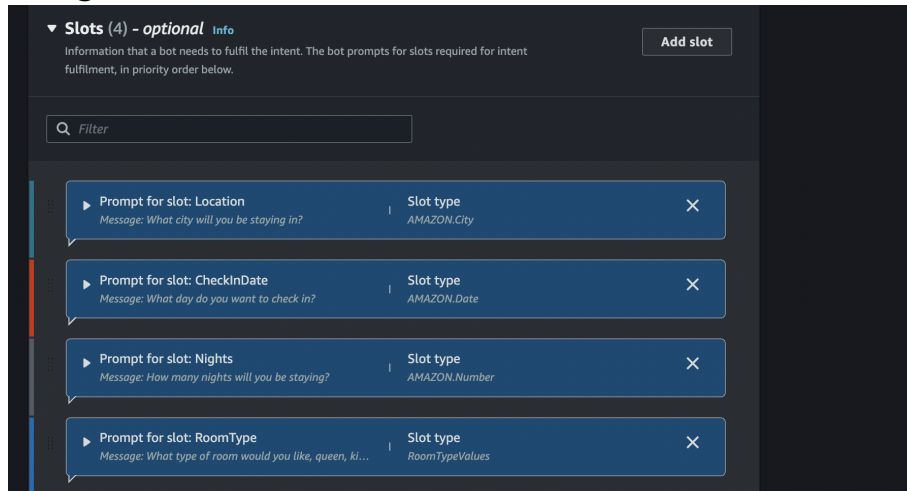 Slots (4) - optional Info
Information that a bot needs to fulfil the intent. The bot prompts for slots required for intent
fulfilment, in priority order below.
Add slot
Filter
Prompt for slot: Location
Message: What city will you be staying in?
Slot type
AMAZON.City
Prompt for slot: CheckInDate
Message: What day do you want to check in?
Slot type
AMAZON.Date
Prompt for slot: Nights
Message: How many nights will you be staying?
Slot type
AMAZON.Number
Prompt for slot: RoomType
Message: What type of room would you like, queen, ki...
Slot type
RoomTypeValues